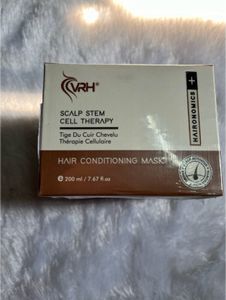 VRH®
SCALP STEM
CELL THERAPY
Tige Du Cuir Chevelu
Thérapie Cellulaire
HAIRONOMICS +
HAIR CONDITIONING MASK
e 200 ml / 7.67 fl.oz